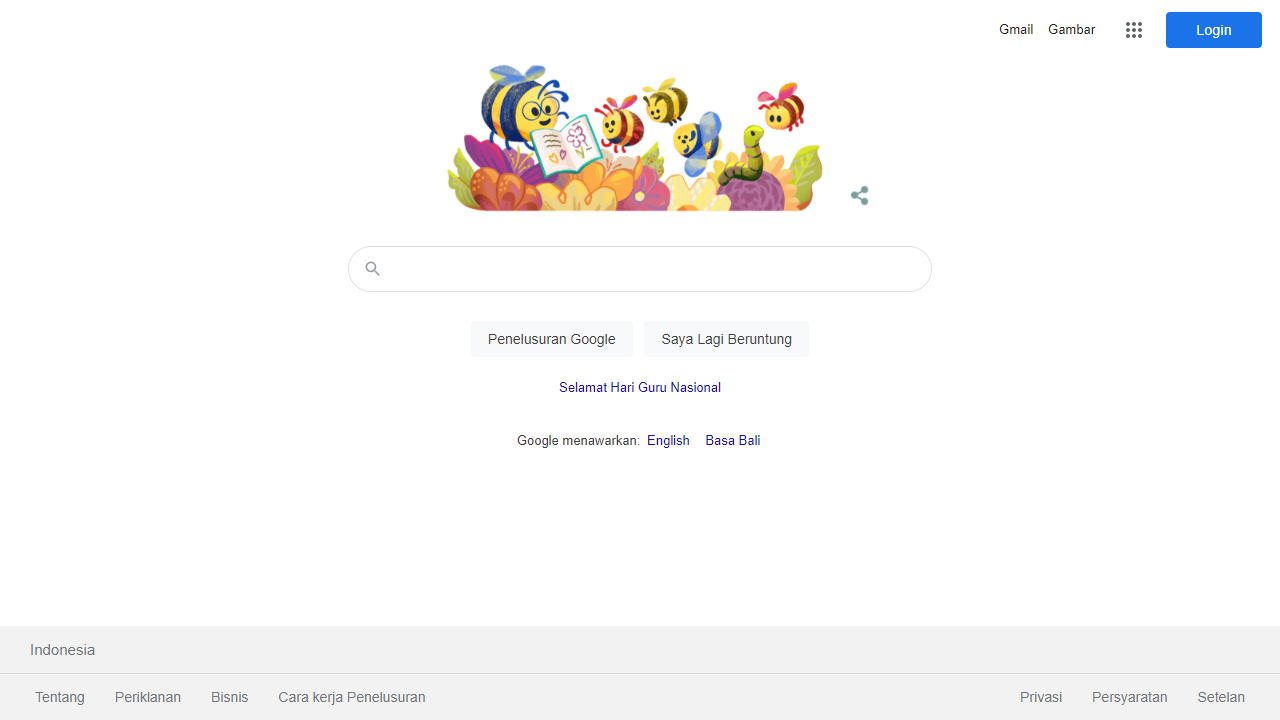 Gmail Gambar Login
Penelusuran Google Saya Lagi Beruntung
Selamat Hari Guru Nasional
Google menawarkan: English Basa Bali
Indonesia
Tentang Periklanan Bisnis Cara kerja Penelusuran Privasi Persyaratan Setelan